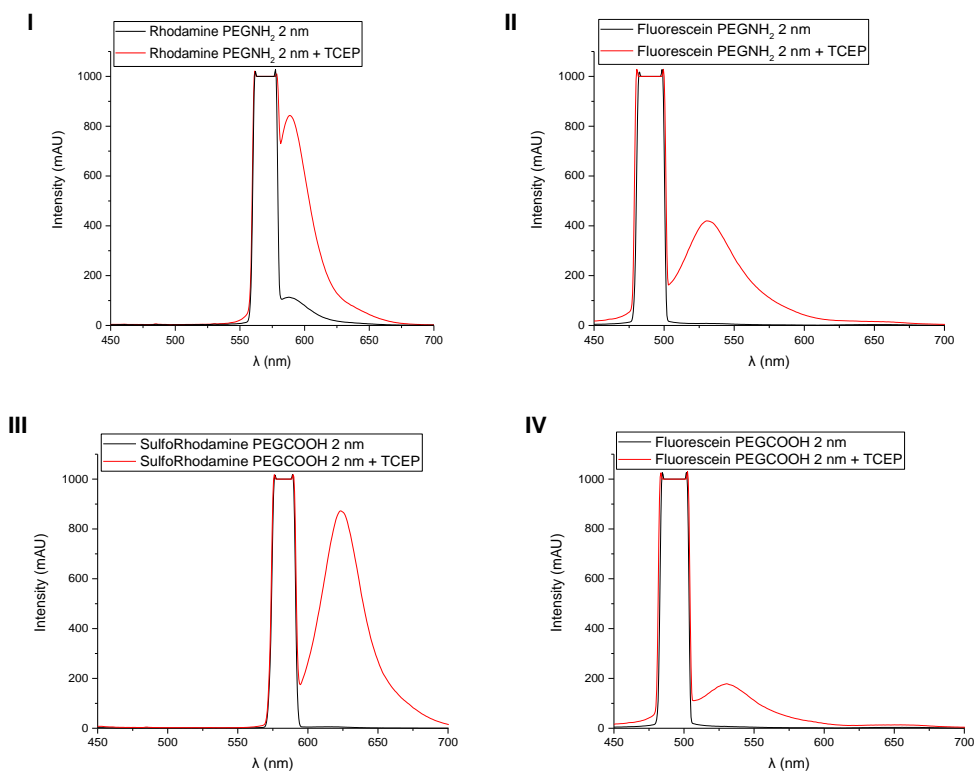 I
Rhodamine PEGNH₂ 2 nm
Rhodamine PEGNH₂ 2 nm + TCEP
Intensity (mAU)
1000
800
600
400
200
0
450 500 550 600 650 700
λ (nm)
II
Fluorescein PEGNH₂ 2 nm
Fluorescein PEGNH₂ 2 nm + TCEP
Intensity (mAU)
1000
800
600
400
200
0
450 500 550 600 650 700
λ (nm)
III
SulfoRhodamine PEGCOOH 2 nm
SulfoRhodamine PEGCOOH 2 nm + TCEP
Intensity (mAU)
1000
800
600
400
200
0
450 500 550 600 650 700
λ (nm)
IV
Fluorescein PEGCOOH 2 nm
Fluorescein PEGCOOH 2 nm + TCEP
Intensity (mAU)
1000
800
600
400
200
0
450 500 550 600 650 700
λ (nm)